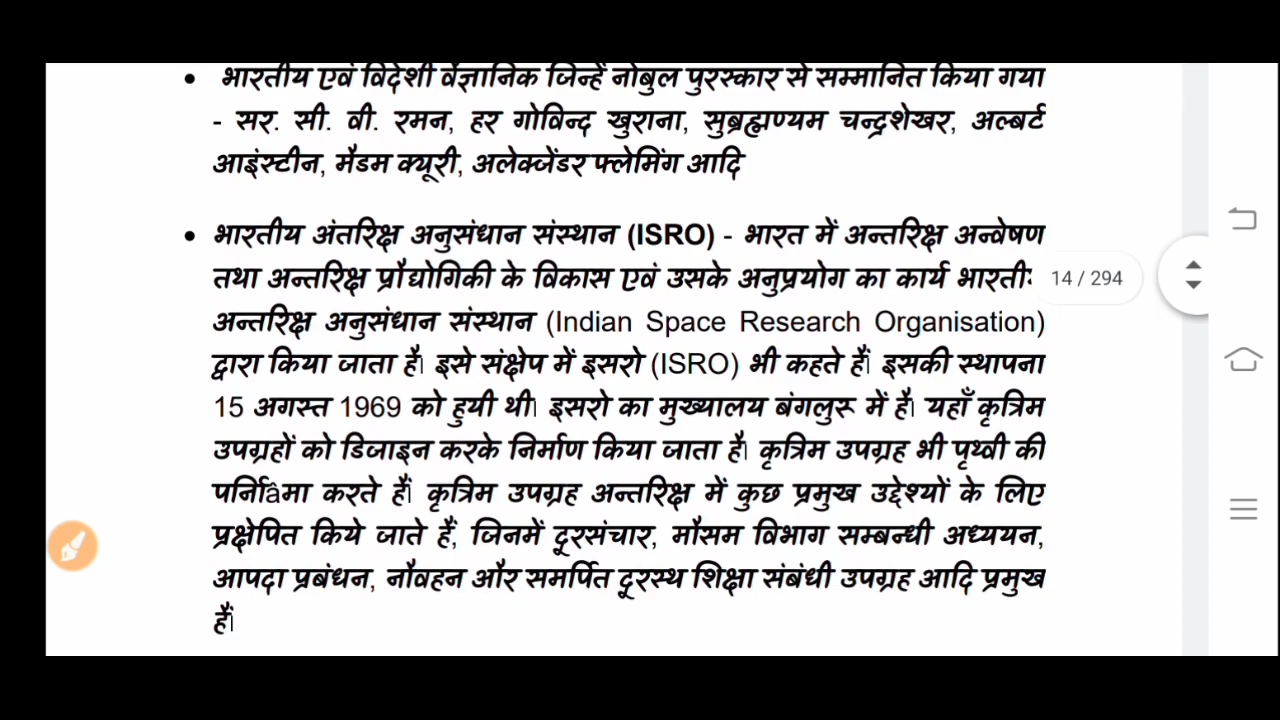 • भारतीय एवं विदेशी वैज्ञानिक जिन्हें नोबुल पुरस्कार से सम्मानित किया गया
- सर. सी. वी. रमन, हर गोविन्द खुराना, सुब्रह्मण्यम चन्द्रशेखर, अल्बर्ट
आइंस्टीन, मैडम क्यूरी, अलेक्जेंडर फ्लेमिंग आदि
• भारतीय अंतरिक्ष अनुसंधान संस्थान (ISRO) - भारत में अन्तरिक्ष अन्वेषण
तथा अन्तरिक्ष प्रौद्योगिकी के विकास एवं उसके अनुप्रयोग का कार्य
14 / 294
अन्तरिक्ष अनुसंधान संस्थान (Indian Space Research Organisation)
द्वारा किया जाता है। इसे संक्षेप में इसरो (ISRO) भी कहते हैं। इसकी स्थापना
15 अगस्त 1969 को हुयी थी। इसरो का मुख्यालय बंगलुरू में है। यहाँ कृत्रिम
उपग्रहों को डिजाइन करके निर्माण किया जाता है। कृत्रिम उपग्रह भी पृथ्वी की
पर्निाâमा करते हैं। कृत्रिम उपग्रह अन्तरिक्ष में कुछ प्रमुख उद्देश्यों के लिए
प्रक्षेपित किये जाते हैं, जिनमें दूरसंचार, मौसम विभाग सम्बन्धी अध्ययन,
आपदा प्रबंधन, नौवहन और समर्पित दूरस्थ शिक्षा संबंधी उपग्रह आदि प्रमुख
हैं।